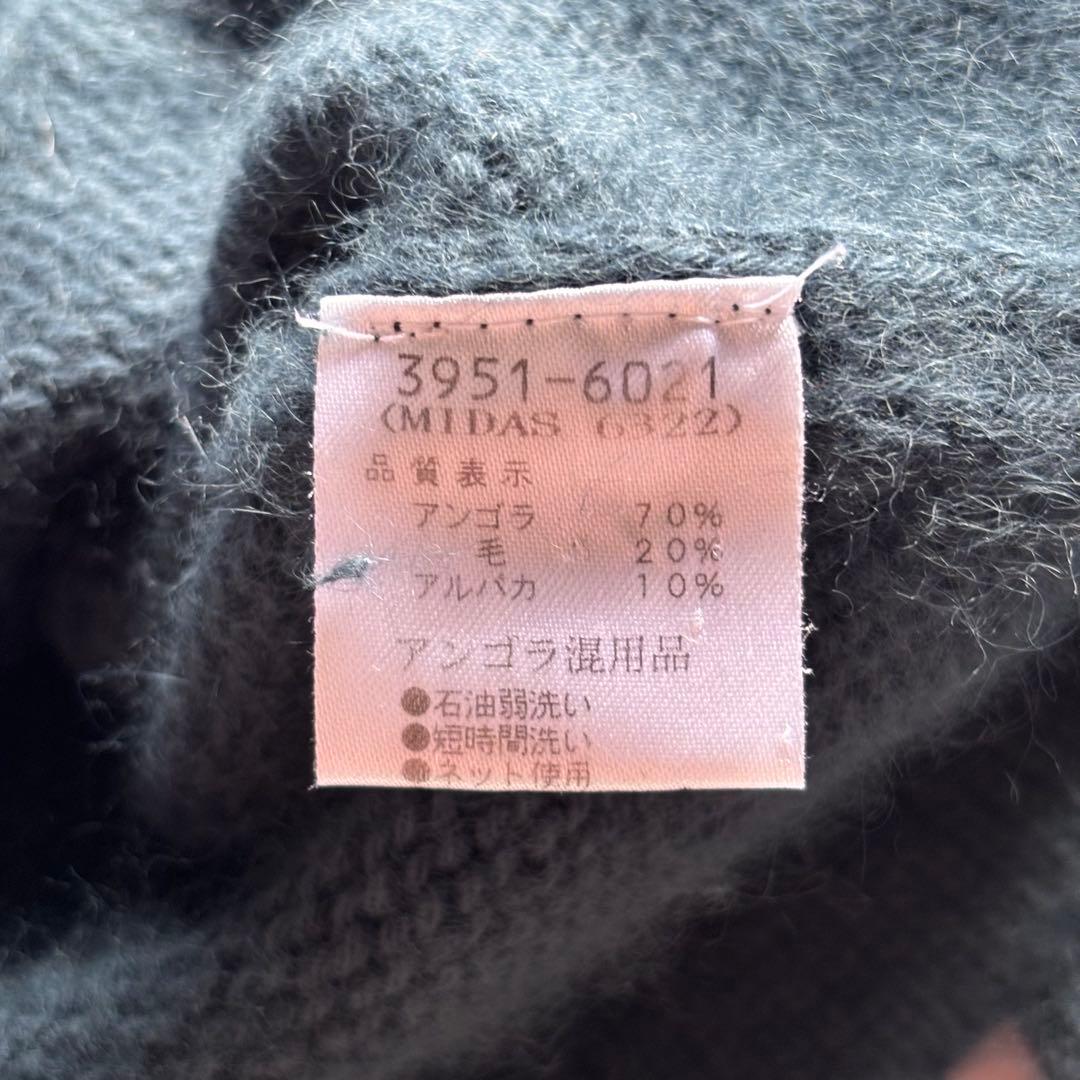 3951-6021
(MIDAS 6322)
品質表示
アンゴラ 70%
毛 20%
アルパカ 10%
アンゴラ混用品
●石油弱洗い
●短時間洗い
●ネット使用